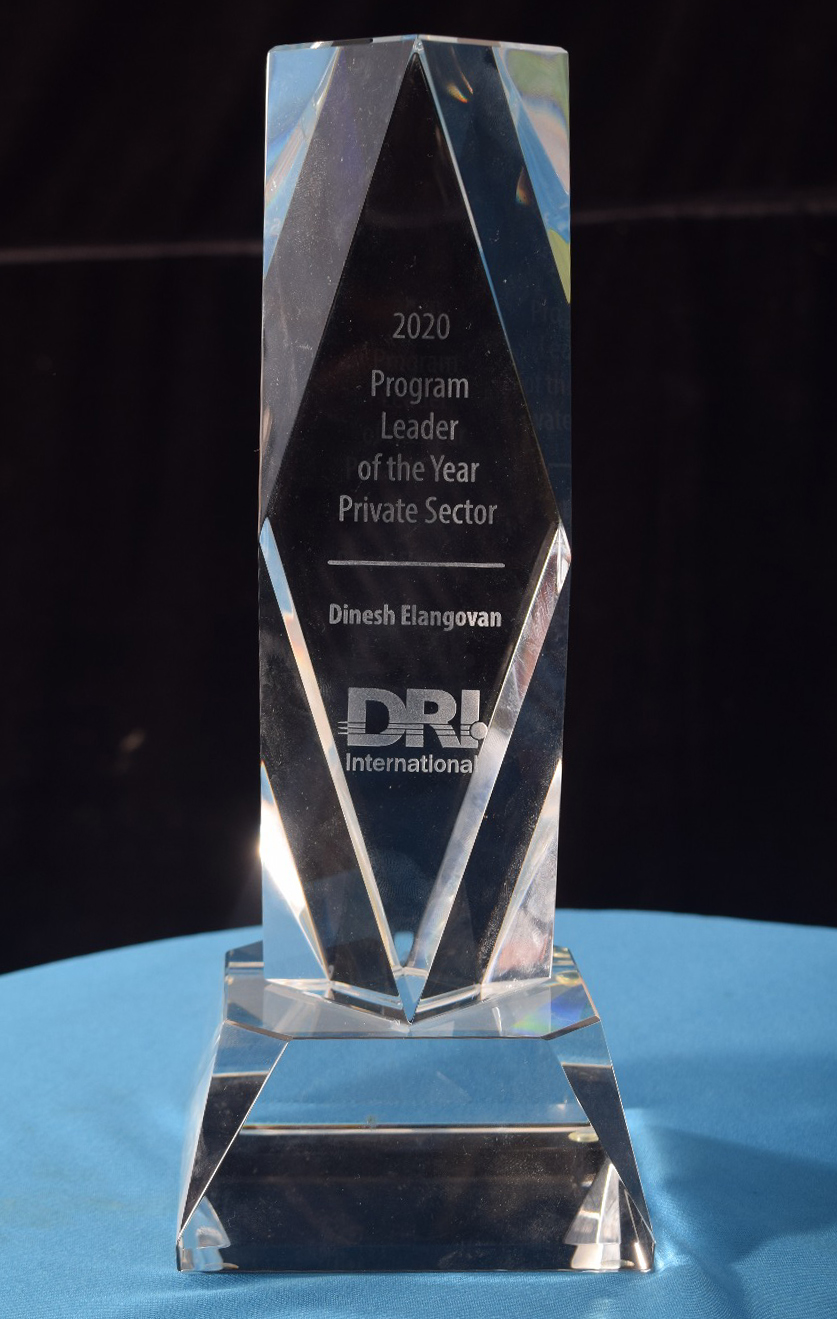 2020
Program
Leader
of the Year
Private Sector
Dinesh Elangovan
DRI
International